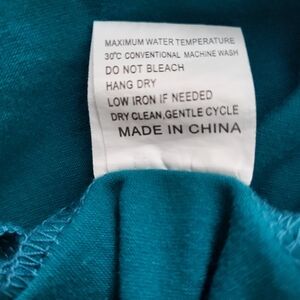 MAXIMUM WATER TEMPERATURE
30°C CONVENTIONAL MACHINE WASH
DO NOT BLEACH
HANG DRY
LOW IRON IF NEEDED
DRY CLEAN,GENTLE CYCLE
MADE IN CHINA